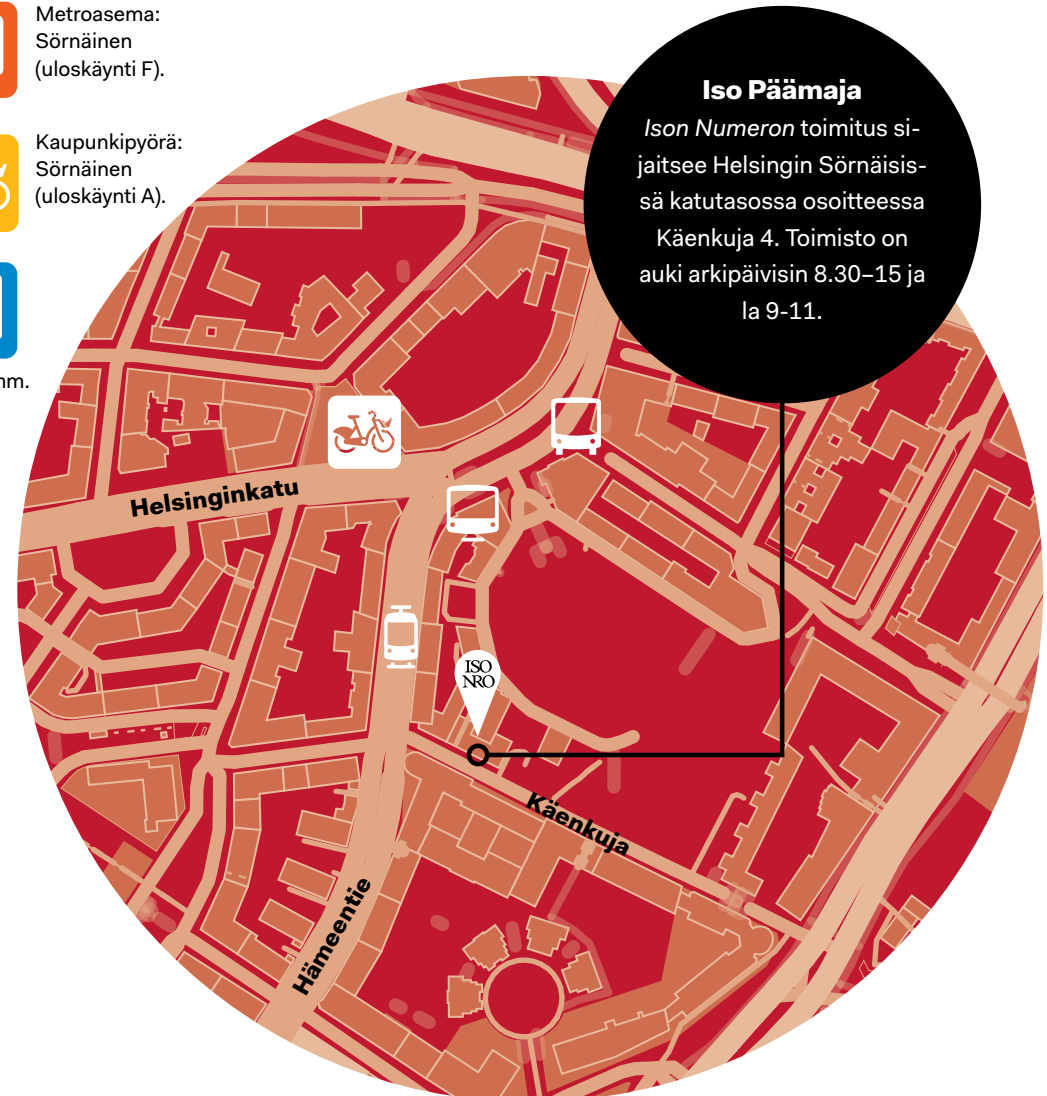 Metroasema:
Sörnäinen
(uloskäynti F).
Kaupunkipyörä:
Sörnäinen
(uloskäynti A).
Iso Päämaja
Ison Numeron toimitus si-
jaitsee Helsingin Sörnäisis-
sä katutasossa osoitteessa
Käenkuja 4. Toimisto on
auki arkipäivisin 8.30–15 ja
la 9-11.
Helsinginkatu
ISO
NRO
Käenkuja
Hämeentie